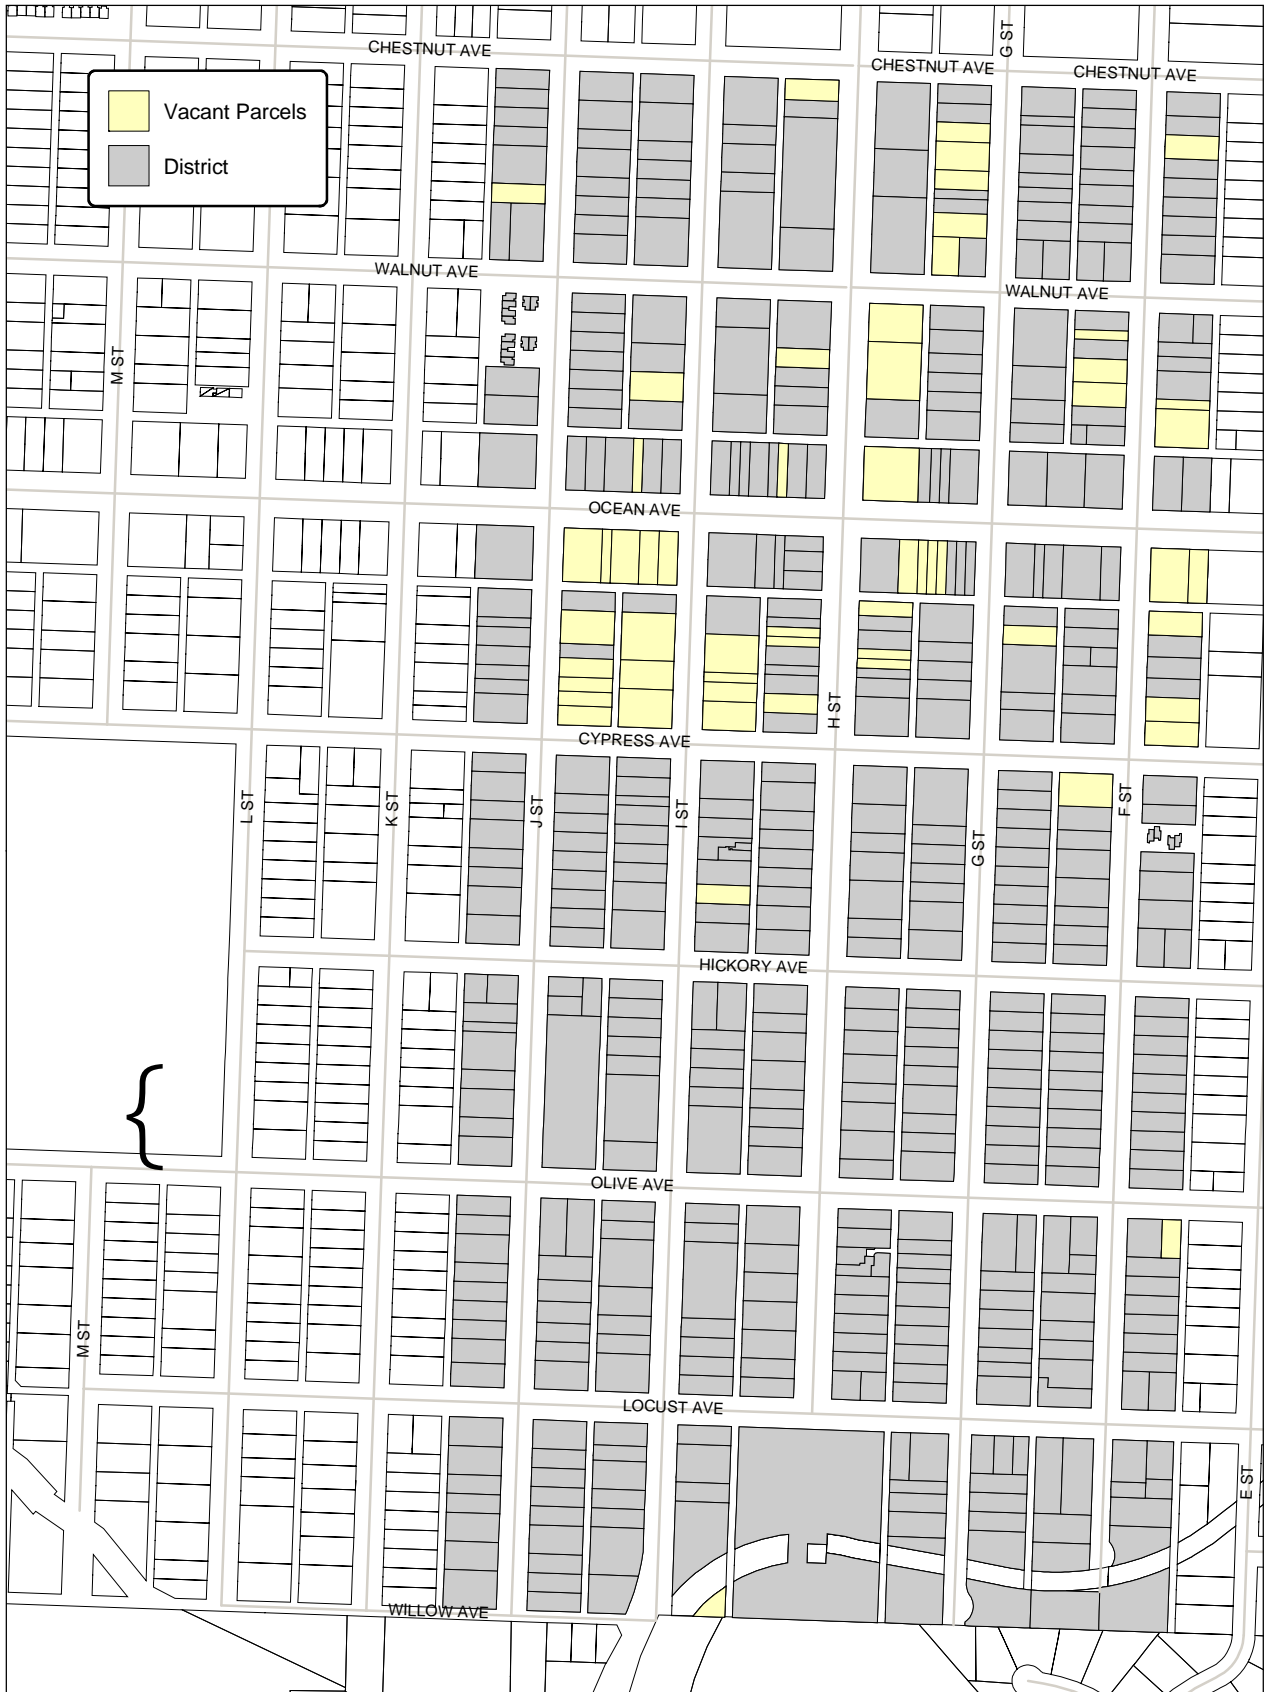 CHESTNUT AVE
G ST
CHESTNUT AVE
CHESTNUT AVE
Vacant Parcels
District
WALNUT AVE
WALNUT AVE
M ST
OCEAN AVE
H ST
CYPRESS AVE
L ST
K ST
J ST
I ST
F ST
G ST
HICKORY AVE
{
OLIVE AVE
M ST
LOCUST AVE
E ST
WILLOW AVE